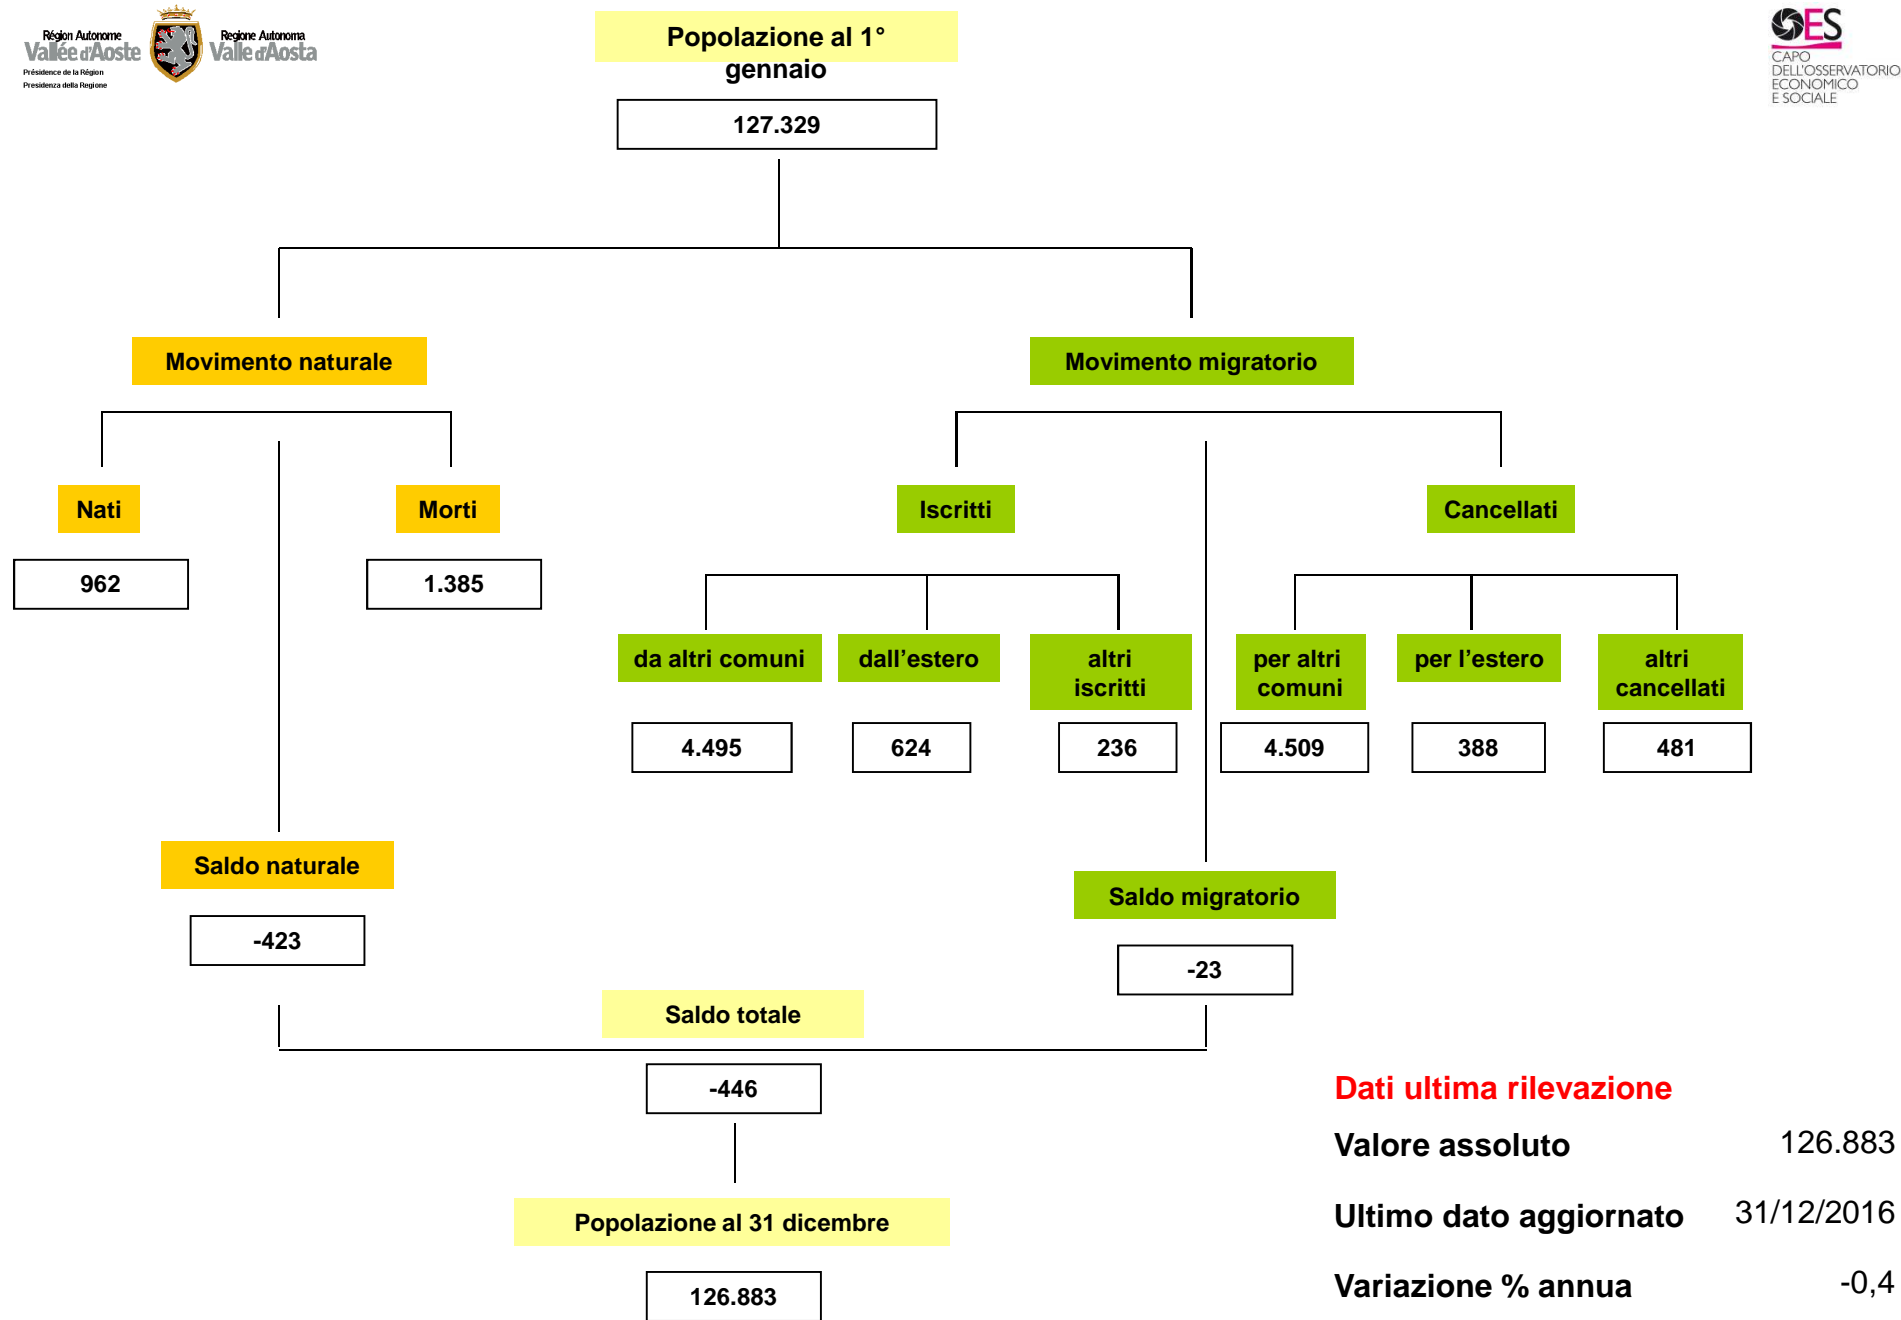 Région Autonome
Vallée d'Aoste
Présidence de la Région
Presidenza della Regione
Regione Autonoma
Valle d'Aosta
Popolazione al 1°
gennaio
127.329
OES
CAPO
DELL'OSSERVATORIO
ECONOMICO
E SOCIALE
Movimento naturale
Movimento migratorio
Nati
Morti
Iscritti
Cancellati
962
1.385
da altri comuni
dall’estero
altri
iscritti
per altri
comuni
per l’estero
altri
cancellati
4.495
624
236
4.509
388
481
Saldo naturale
Saldo migratorio
-423
-23
Saldo totale
-446
Popolazione al 31 dicembre
126.883
Dati ultima rilevazione
Valore assoluto 126.883
Ultimo dato aggiornato 31/12/2016
Variazione % annua -0,4